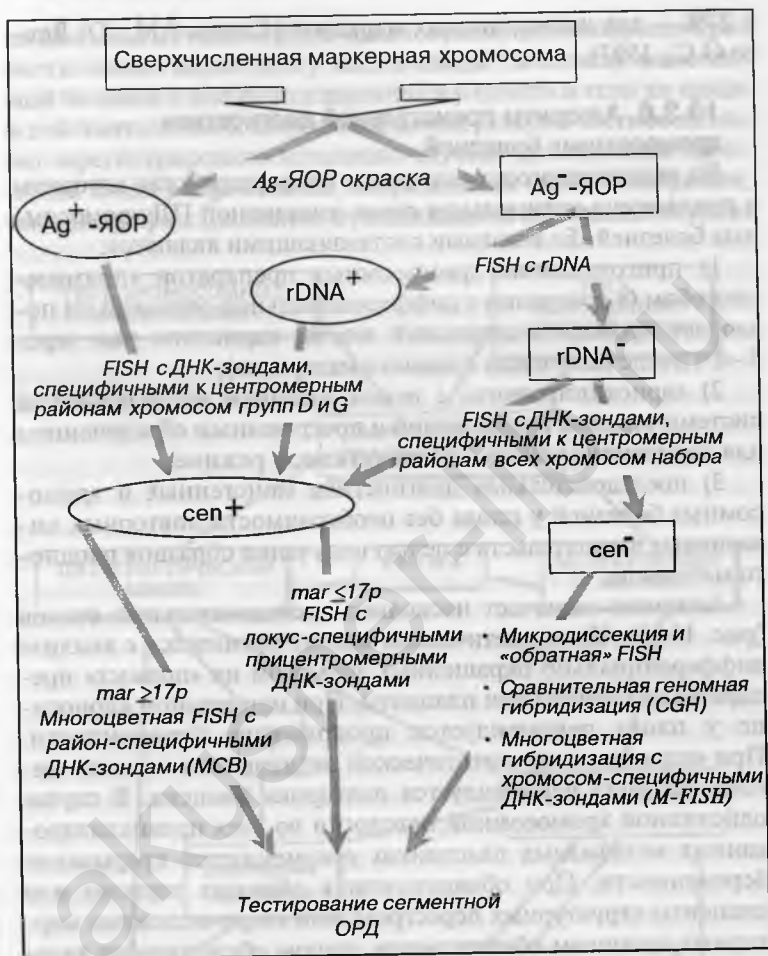 Сверхчисленная маркерная хромосома
Ag-ЯОР окраска
Ag⁺-ЯОР
Ag⁻-ЯОР
FISH с rDNA
rDNA⁺
rDNA⁻
FISH с ДНК-зондами,
специфичными к центромерным
районам хромосом групп D и G
FISH с ДНК-зондами,
специфичными к центромерным
районам всех хромосом набора
cen+
cen⁻
mar ≤17p
FISH с
локус-специфичными
прицентромерными
ДНК-зондами
mar ≥17p
Многоцветная FISH с
район-специфичными
ДНК-зондами (MCB)
• Микродиссекция и
«обратная» FISH
• Сравнительная геномная
гибридизация (CGH)
• Многоцветная
гибридизация с
хромосом-специфичными
ДНК-зондами (M-FISH)
Тестирование сегментной
ОРД
akusher-lib.ru